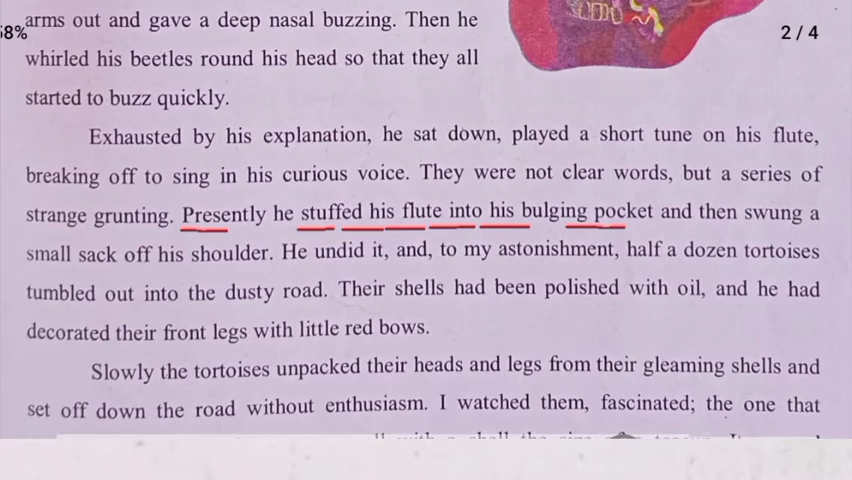 arms out and gave a deep nasal buzzing. Then he
58%
2 / 4
whirled his beetles round his head so that they all
started to buzz quickly.
Exhausted by his explanation, he sat down, played a short tune on his flute,
breaking off to sing in his curious voice. They were not clear words, but a series of
strange grunting. Presently he stuffed his flute into his bulging pocket and then swung a
small sack off his shoulder. He undid it, and, to my astonishment, half a dozen tortoises
tumbled out into the dusty road. Their shells had been polished with oil, and he had
decorated their front legs with little red bows.
Slowly the tortoises unpacked their heads and legs from their gleaming shells and
set off down the road without enthusiasm. I watched them, fascinated; the one that